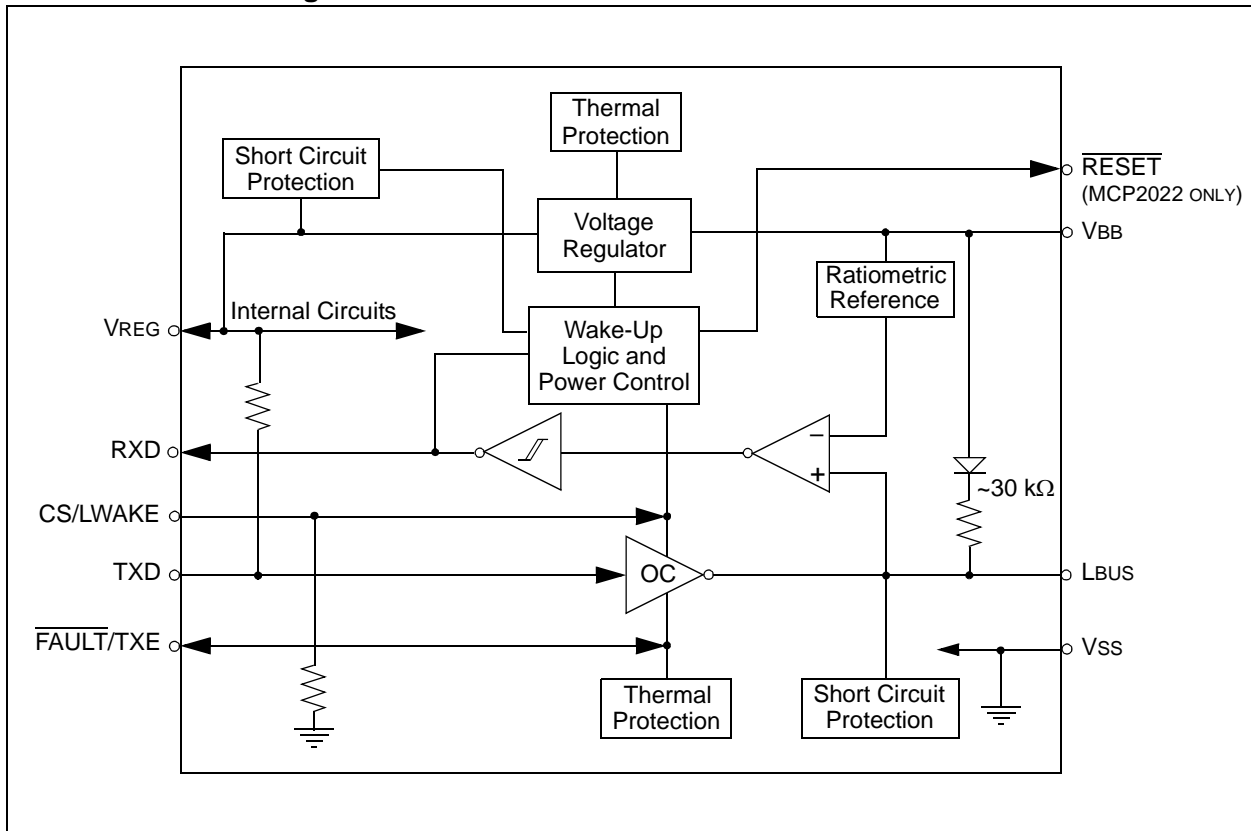 Thermal
Protection
Short Circuit
Protection
RESET
(MCP2022 ONLY)
Voltage
Regulator
VBB
Ratiometric
Reference
Internal Circuits
VREG
Wake-Up
Logic and
Power Control
RXD
−
+
~30 kΩ
CS/LWAKE
TXD
OC
LBUS
FAULT/TXE
VSS
Thermal
Protection
Short Circuit
Protection